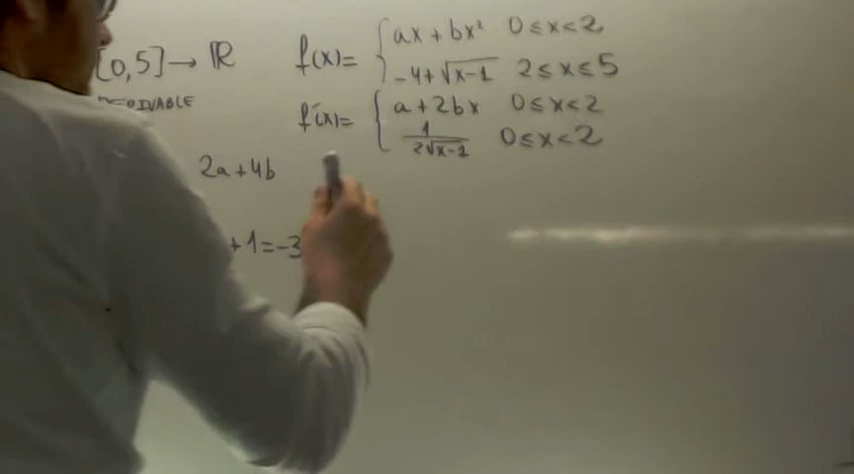 [0,5] → ℝ
f(x) = { ax + bx² 0 ≤ x < 2
-4 + √x-1 2 ≤ x ≤ 5
f'(x) = { a + 2bx 0 ≤ x < 2
1/2√x-1 0 ≤ x < 2
2a + 4b
+ 1 = -3